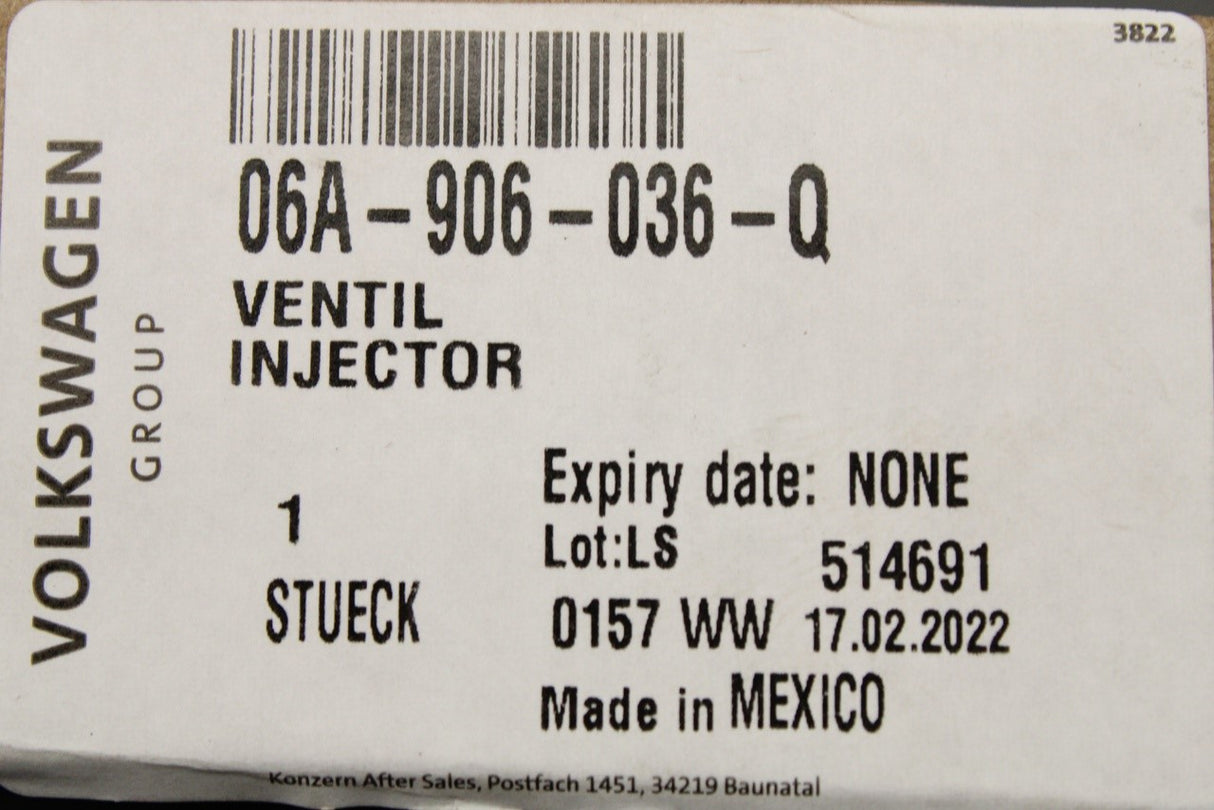 3822
VOLKSWAGEN
GROUP
06A-906-036-Q
VENTIL
INJECTOR
1
STUECK
Expiry date: NONE
Lot:LS 514691
0157 WW 17.02.2022
Made in MEXICO
Konzern After Sales, Postfach 1451, 34219 Baunatal